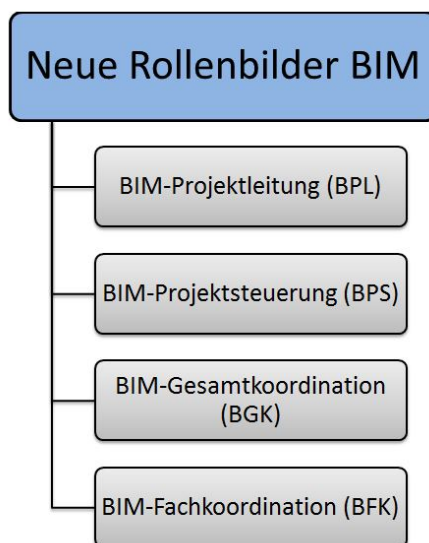 Neue Rollenbilder BIM
BIM-Projektleitung (BPL)
BIM-Projektsteuerung (BPS)
BIM-Gesamtkoordination
(BGK)
BIM-Fachkoordination (BFK)